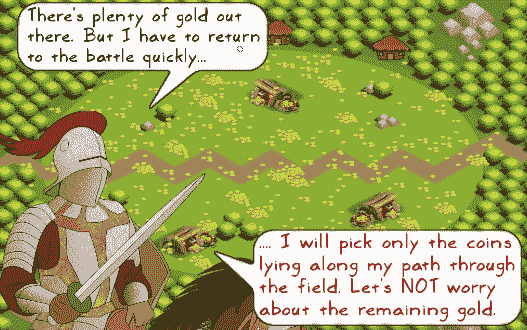 There's plenty of gold out
there. But I have to return
to the battle quickly...
.... I will pick only the coins
lying along my path through
the field. Let's NOT worry
about the remaining gold.